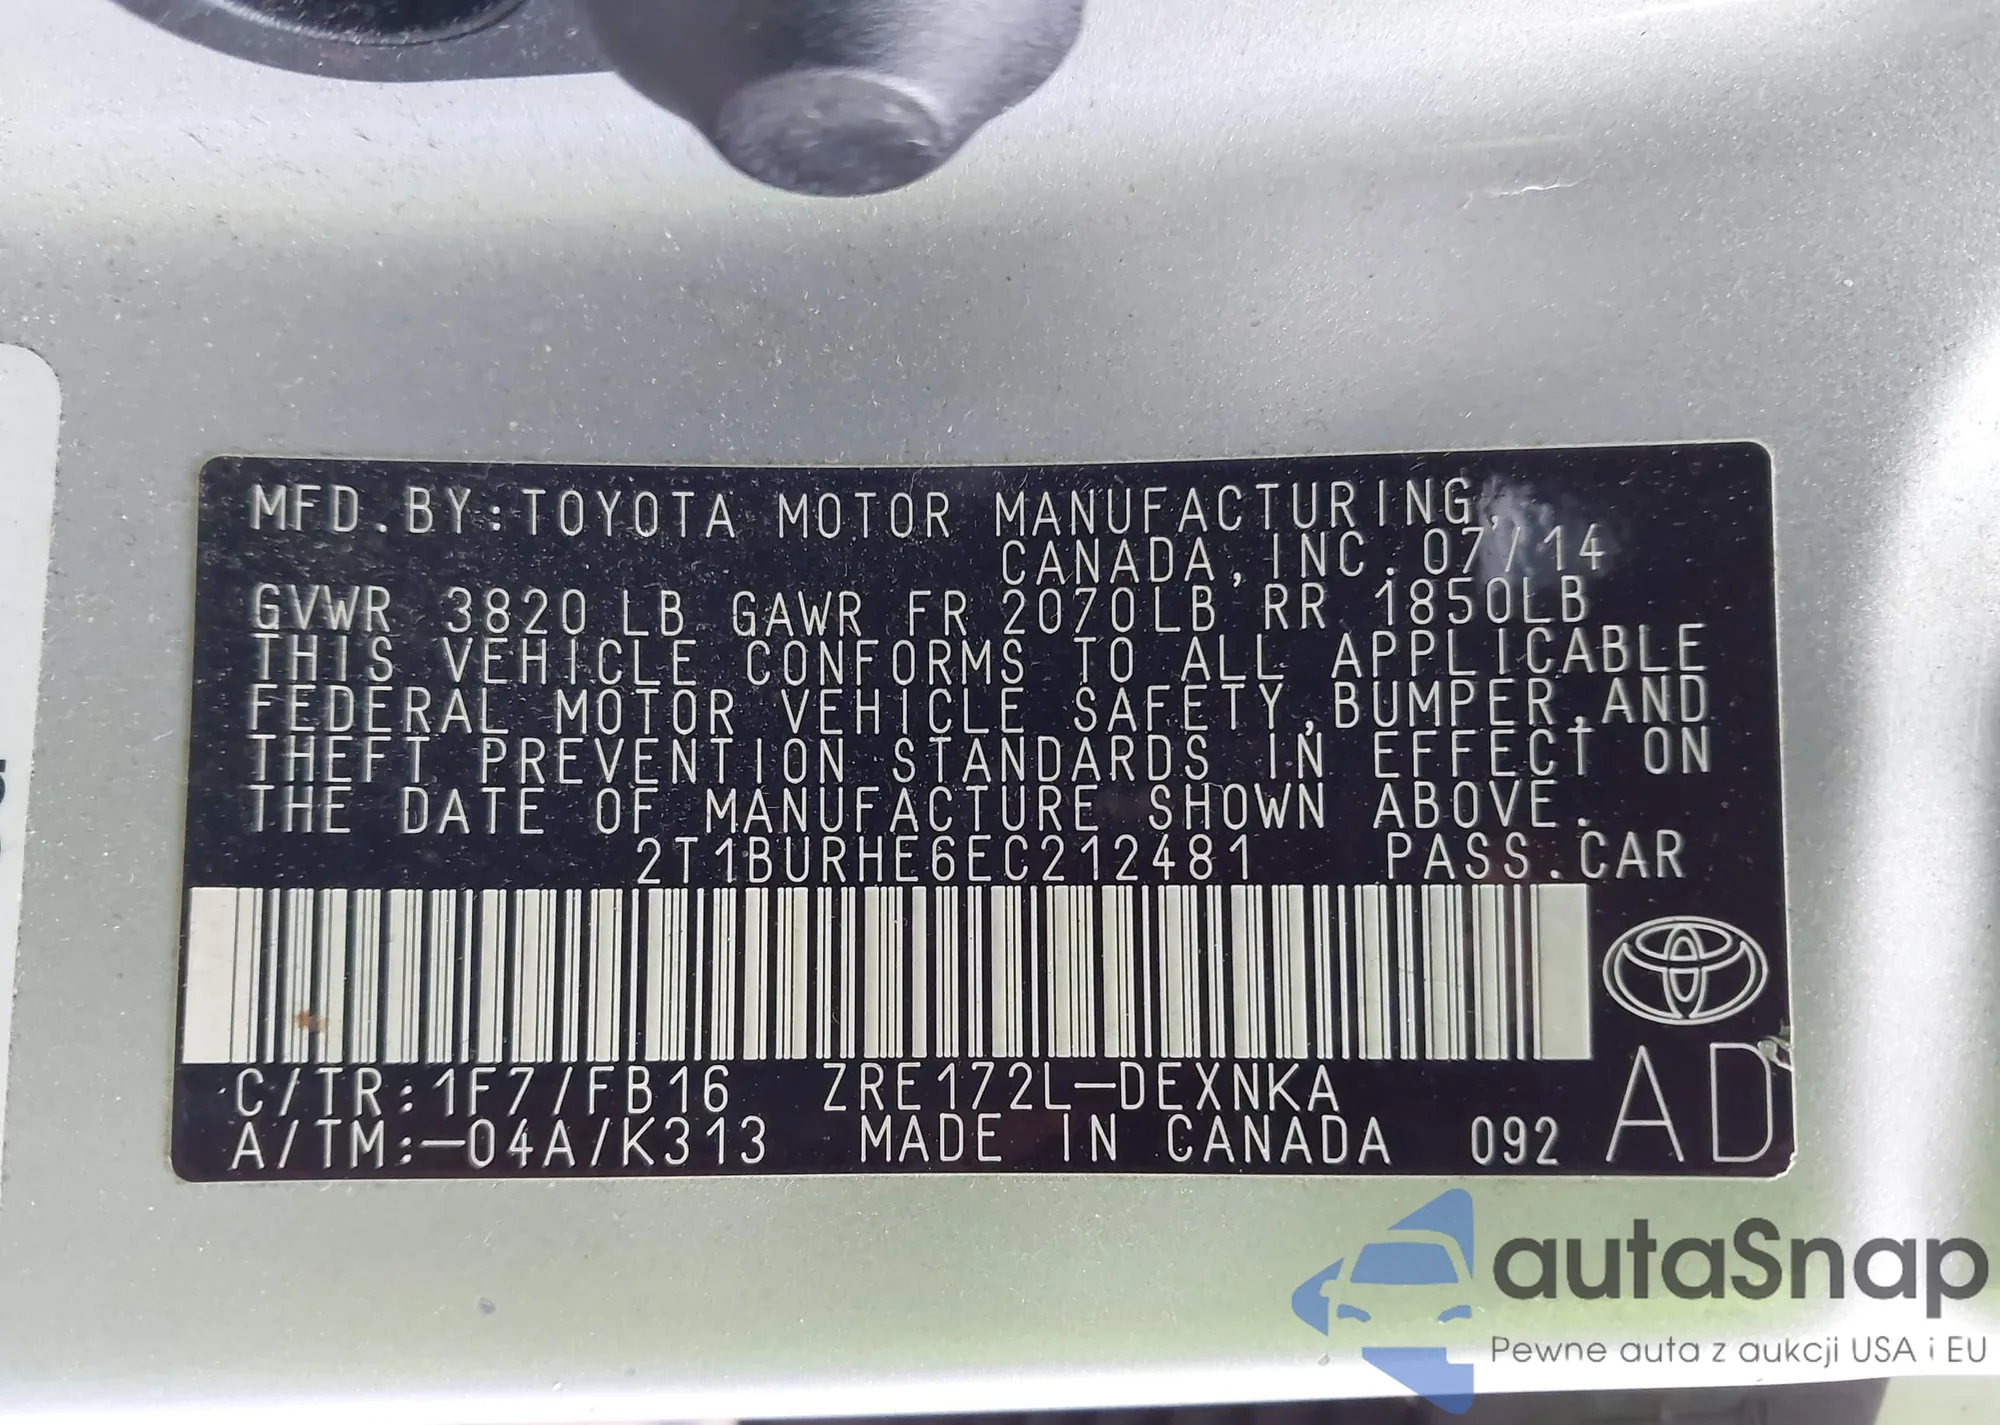 MFD.BY:TOYOTA MOTOR MANUFACTURING,
CANADA,INC. 07/14
GVWR 3820 LB GAWR FR 2070LB RR 1850LB
THIS VEHICLE CONFORMS TO ALL APPLICABLE
FEDERAL MOTOR VEHICLE SAFETY,BUMPER,AND
THEFT PREVENTION STANDARDS IN EFFECT ON
THE DATE OF MANUFACTURE SHOWN ABOVE.
2T1BURHE6EC212481 PASS.CAR
C/TR:1F7/FB16 ZRE172L-DEXNKA
A/TM:-04A/K313 MADE IN CANADA 092
AD
autaSnap
Pewne auta z aukcji USA i EU